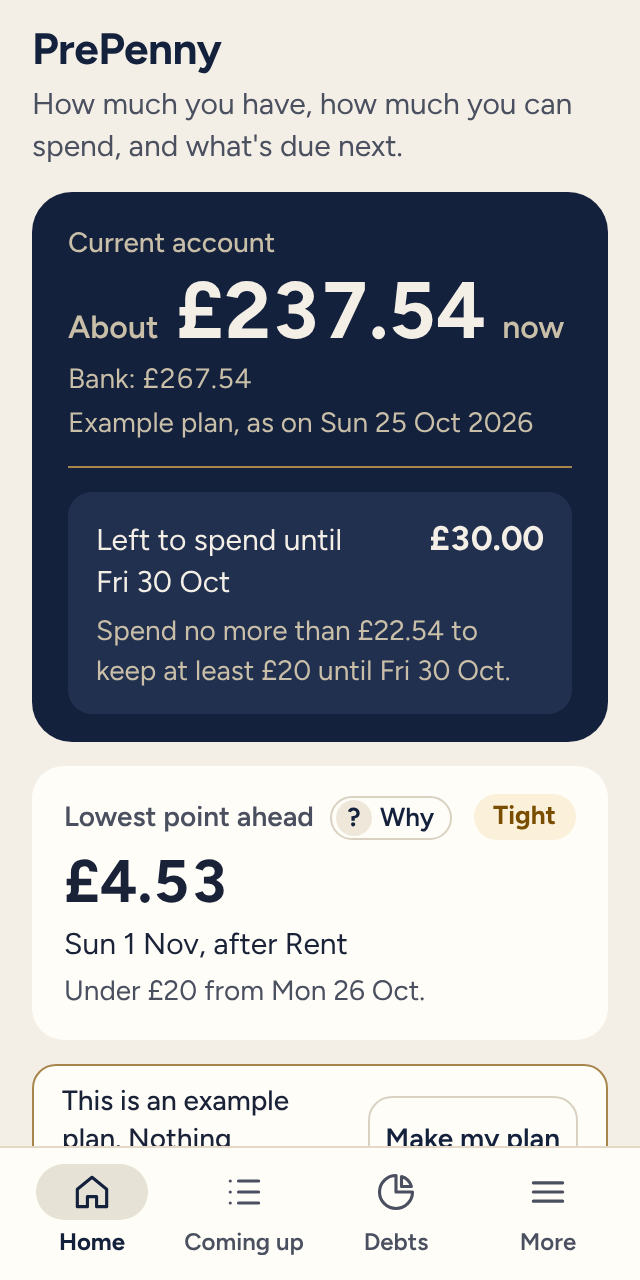 PrePenny
How much you have, how much you can
spend, and what's due next.
Current account
About £237.54 now
Bank: £267.54
Example plan, as on Sun 25 Oct 2026
Left to spend until £30.00
Fri 30 Oct
Spend no more than £22.54 to
keep at least £20 until Fri 30 Oct.
Lowest point ahead ? Why Tight
£4.53
Sun 1 Nov, after Rent
Under £20 from Mon 26 Oct.
This is an example
plan. Nothing
Make my plan
Home Coming up Debts More